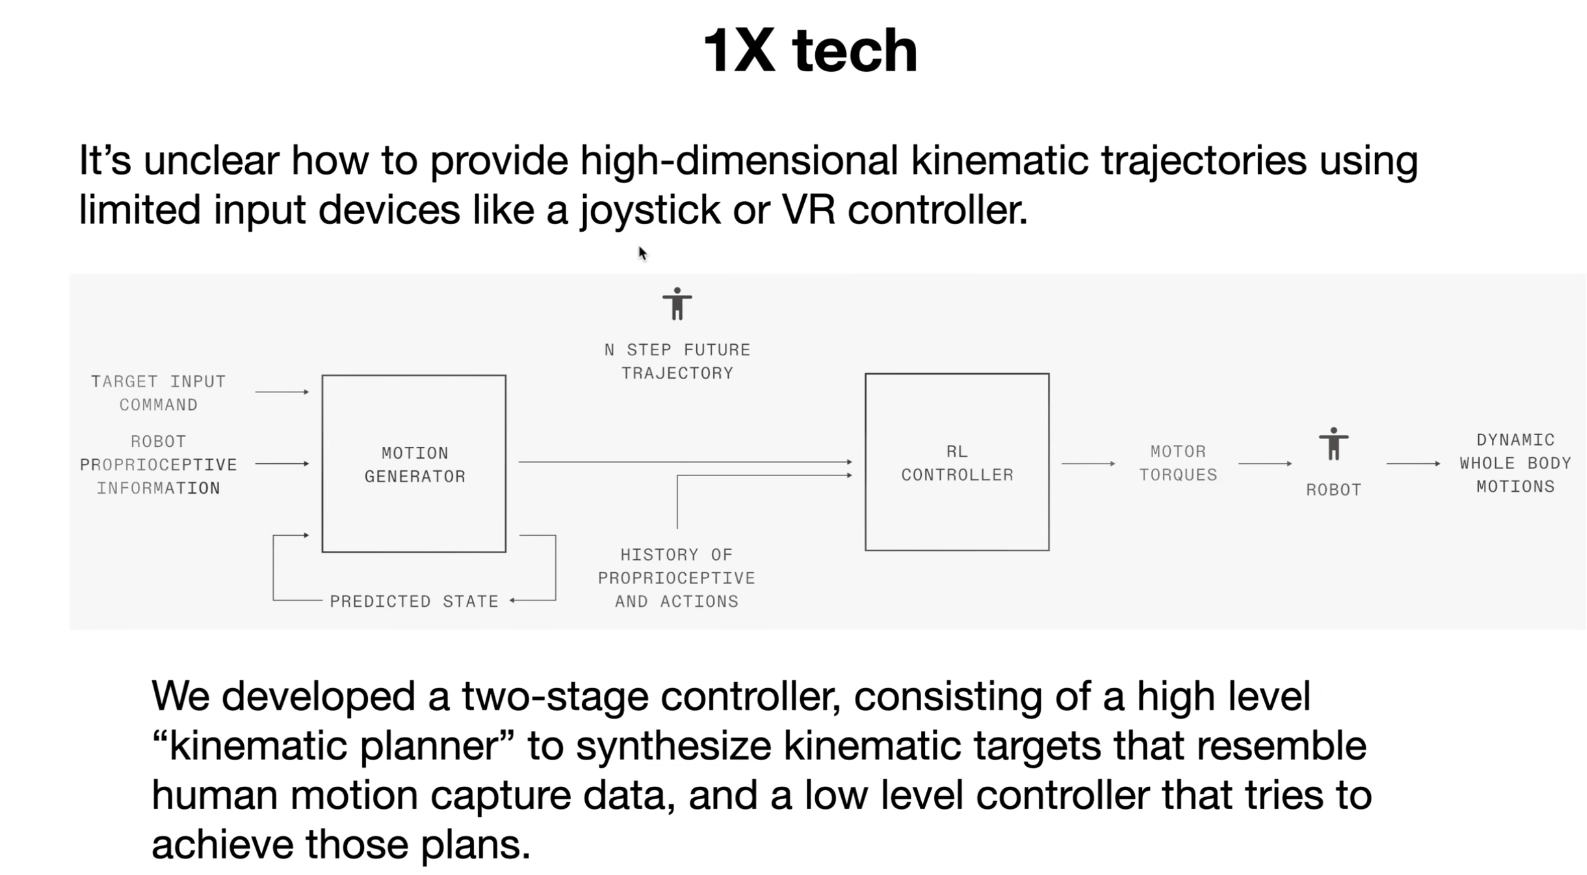 1X tech
It’s unclear how to provide high-dimensional kinematic trajectories using
limited input devices like a joystick or VR controller.
N STEP FUTURE
TRAJECTORY
TARGET INPUT
COMMAND
ROBOT
PROPRIOCEPTIVE
INFORMATION
MOTION
GENERATOR
PREDICTED STATE
HISTORY OF
PROPRIOCEPTIVE
AND ACTIONS
RL
CONTROLLER
MOTOR
TORQUES
ROBOT
DYNAMIC
WHOLE BODY
MOTIONS
We developed a two-stage controller, consisting of a high level
“kinematic planner” to synthesize kinematic targets that resemble
human motion capture data, and a low level controller that tries to
achieve those plans.